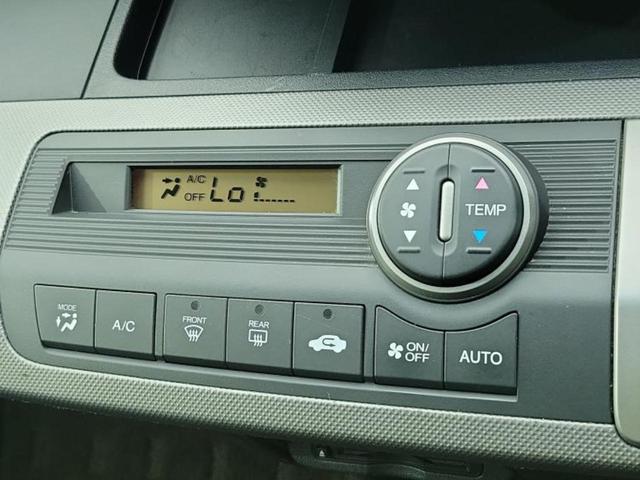 A/C
OFF Lo
TEMP
MODE
A/C
FRONT
REAR
ON/
OFF
AUTO